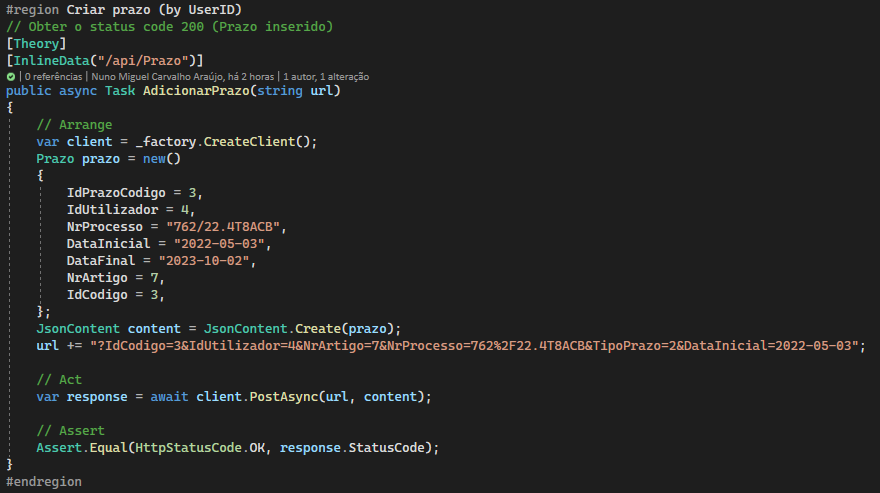 #region Criar prazo (by UserID)
// Obter o status code 200 (Prazo inserido)
[Theory]
[InlineData("/api/Prazo")]
| 0 referências | Nuno Miguel Carvalho Araújo, há 2 horas | 1 autor, 1 alteração
public async Task AdicionarPrazo(string url)
{
    // Arrange
    var client = _factory.CreateClient();
    Prazo prazo = new()
    {
        IdPrazoCodigo = 3,
        IdUtilizador = 4,
        NrProcesso = "762/22.4T8ACB",
        DataInicial = "2022-05-03",
        DataFinal = "2023-10-02",
        NrArtigo = 7,
        IdCodigo = 3,
    };
    JsonContent content = JsonContent.Create(prazo);
    url += "?IdCodigo=3&IdUtilizador=4&NrArtigo=7&NrProcesso=762%2F22.4T8ACB&TipoPrazo=2&DataInicial=2022-05-03";
    // Act
    var response = await client.PostAsync(url, content);
    // Assert
    Assert.Equal(HttpStatusCode.OK, response.StatusCode);
}
#endregion